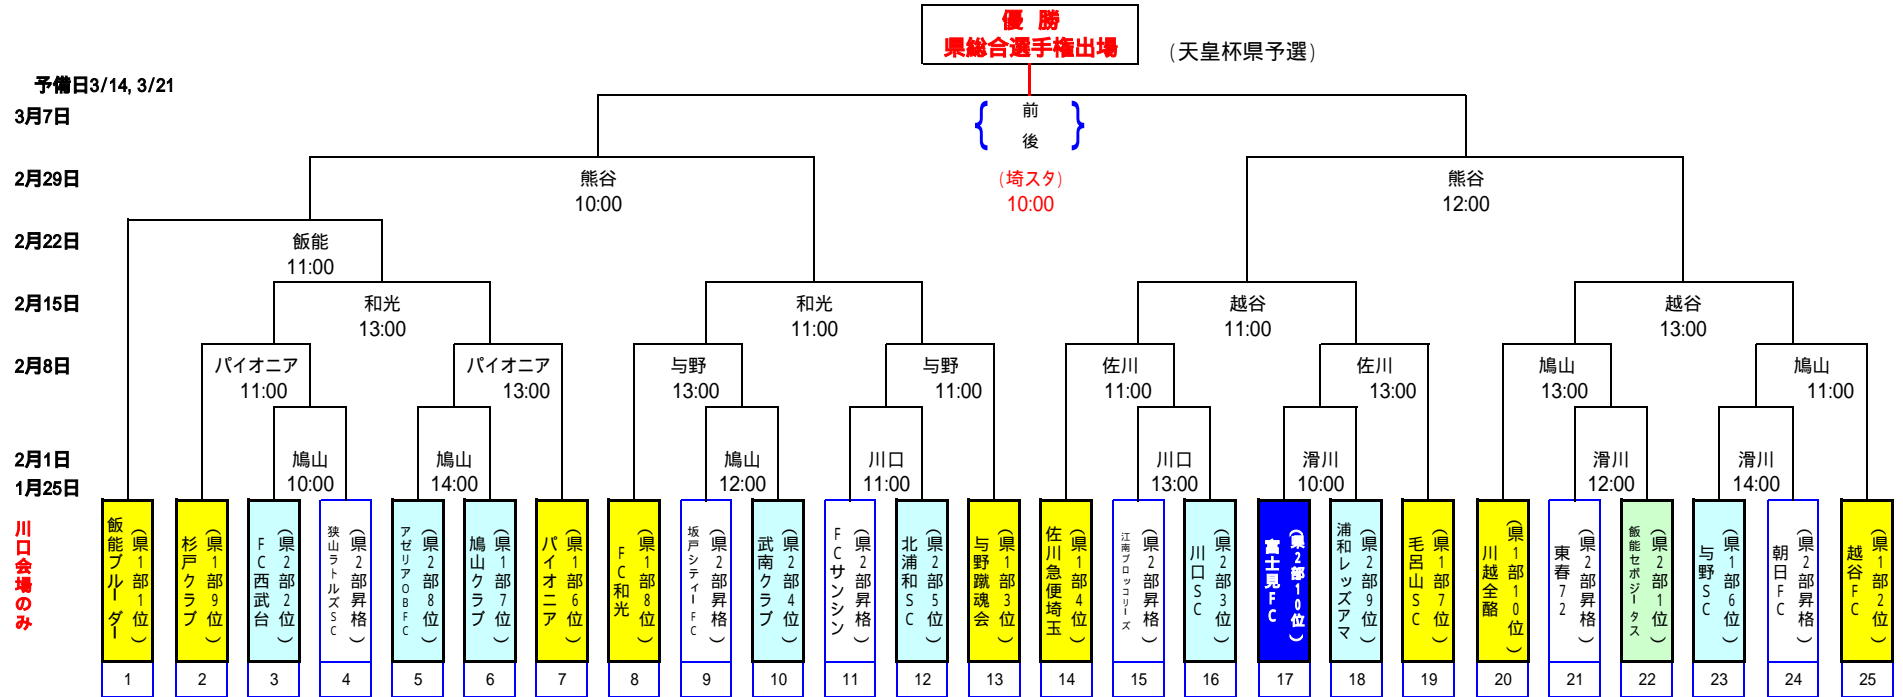 優 勝
県総合選手権出場
(天皇杯県予選)
予備日3/14, 3/21
3月7日
前
後
2月29日
熊谷
10:00
(埼スタ)
10:00
熊谷
12:00
2月22日
飯能
11:00
2月15日
和光
13:00
和光
11:00
越谷
11:00
越谷
13:00
2月8日
パイオニア
11:00
パイオニア
13:00
与野
13:00
与野
11:00
佐川
11:00
佐川
13:00
鳩山
13:00
鳩山
11:00
2月1日
1月25日
鳩山
10:00
鳩山
14:00
鳩山
12:00
川口
11:00
川口
13:00
滑川
10:00
滑川
12:00
滑川
14:00
川口会場のみ
(県1部1位)
飯能ブルーダー
(県1部9位)
杉戸クラブ
(県2部2位)
FC西武台
(県2部昇格)
狭山ラトルズSC
(県2部8位)
アゼリアOBFC
(県1部7位)
鳩山クラブ
(県1部6位)
パイオニア
(県1部8位)
FC和光
(県2部昇格)
坂戸シティーFC
(県2部4位)
武南クラブ
(県2部昇格)
FCサンシン
(県2部5位)
北浦和SC
(県1部3位)
与野蹴魂会
(県1部4位)
佐川急便埼玉
(県2部昇格)
江南ブロッコリーズ
(県2部3位)
川口SC
(県2部10位)
富士見FC
(県2部9位)
浦和レッズアマ
(県1部7位)
毛呂山SC
(県1部10位)
川越全酪
(県2部昇格)
東春72
(県2部1位)
飯能セボジータス
(県1部6位)
与野SC
(県2部昇格)
朝日FC
(県1部2位)
越谷FC
1
2
3
4
5
6
7
8
9
10
11
12
13
14
15
16
17
18
19
20
21
22
23
24
25